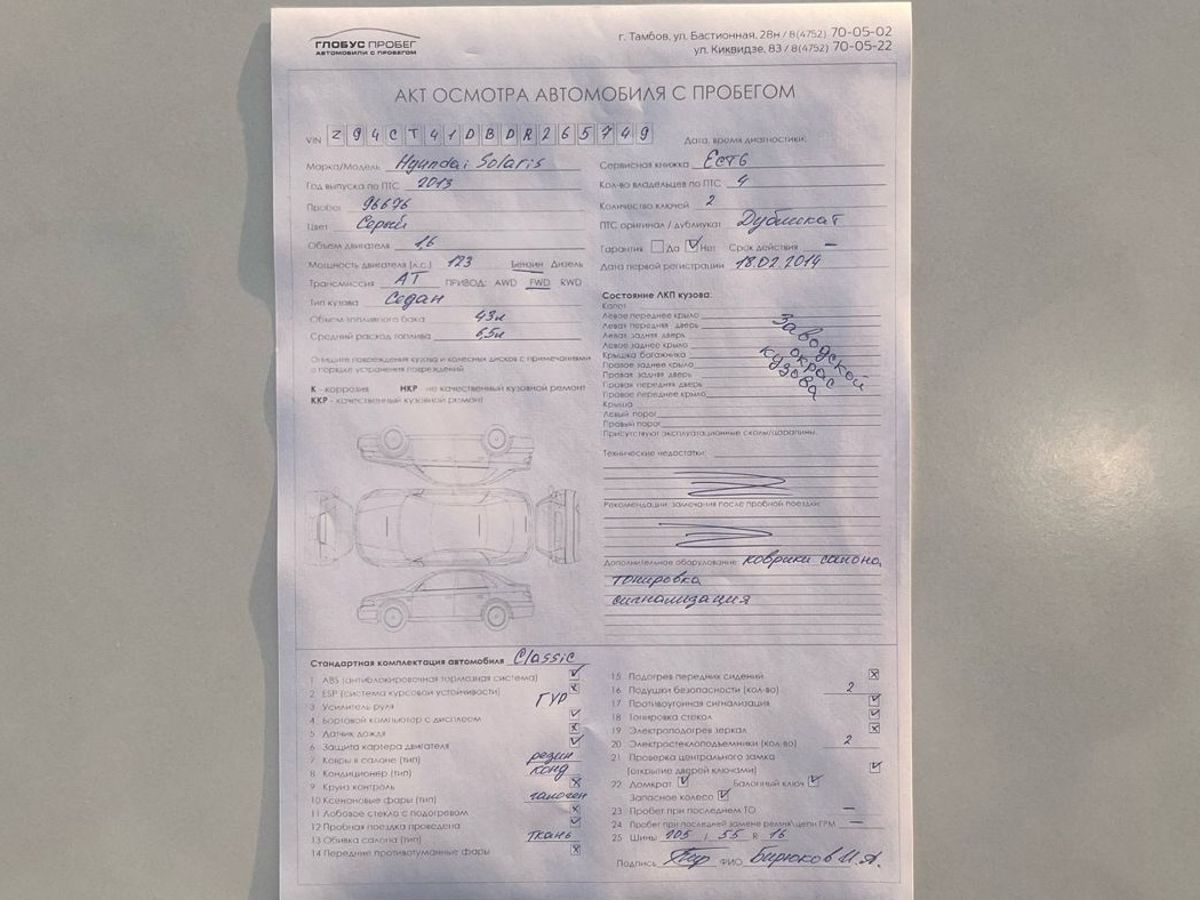 ГЛОБУС ПРОБЕГ
АВТОМОБИЛИ С ПРОБЕГОМ
г. Тамбов, ул. Бастионная, 28н / 8(4752) 70-05-02
ул. Киквидзе, 83 / 8(4752) 70-05-22
АКТ ОСМОТРА АВТОМОБИЛЯ С ПРОБЕГОМ
VIN Z94CT41DBDR265749
Дата, время диагностики:
Марка/Модель Hyundai Solaris
Год выпуска по ПТС 2013
Пробег 96676
Цвет Серый
Объем двигателя 1,6
Мощность двигателя (л.с.) 123 Бензин Дизель
Трансмиссия АТ ПРИВОД: AWD FWD RWD
Тип кузова Седан
Объем топливного бака 43л
Средний расход топлива 6,5л
Опишите повреждения кузова и колесных дисков с примечаниями
о порядке устранения повреждений
К - коррозия НКР - не качественный кузовной ремонт
ККР - качественный кузовной ремонт
Сервисная книжка Есть
Кол-во владельцев по ПТС 4
Количество ключей 2
ПТС оригинал / дубликат Дубликат
Гарантия Да Нет Срок действия —
Дата первой регистрации 18.02.2014
Состояние ЛКП кузова:
Капот
Левое переднее крыло
Левая передняя дверь
Левая задняя дверь
Левое заднее крыло
Крышка багажника
Правое заднее крыло
Правая задняя дверь
Правая передняя дверь
Правое переднее крыло
Крыша
Левый порог
Правый порог
Заводской
окрас
кузова
Присутствуют эксплуатационные сколы/царапины.
Технические недостатки:
Рекомендации, замечания после пробной поездки:
Дополнительное оборудование: коврики салона,
тонировка
сигнализация
Стандартная комплектация автомобиля Classic
1 ABS (антиблокировочная тормозная система)
2 ESP (система курсовой устойчивости)
3 Усилитель руля ГУР
4 Бортовой компьютер с дисплеем
5 Датчик дождя
6 Защита картера двигателя
7 Ковры в салоне (тип) резин
8 Кондиционер (тип) конд
9 Круиз контроль
10 Ксеноновые фары (тип) галоген
11 Лобовое стекло с подогревом
12 Пробная поездка проведена
13 Обивка салона (тип) ткань
14 Передние противотуманные фары
15 Подогрев передних сидений
16 Подушки безопасности (кол-во) 2
17 Противоугонная сигнализация
18 Тонировка стекол
19 Электроподогрев зеркал
20 Электростеклоподъемники (кол-во) 2
21 Проверка центрального замка
(открытие дверей ключами)
22 Домкрат Балонный ключ
Запасное колесо
23 Пробег при последнем ТО —
24 Пробег при последней замене ремня\цепи ГРМ —
25 Шины / 55 R 16
Подпись ФИО Бирюков И.А.